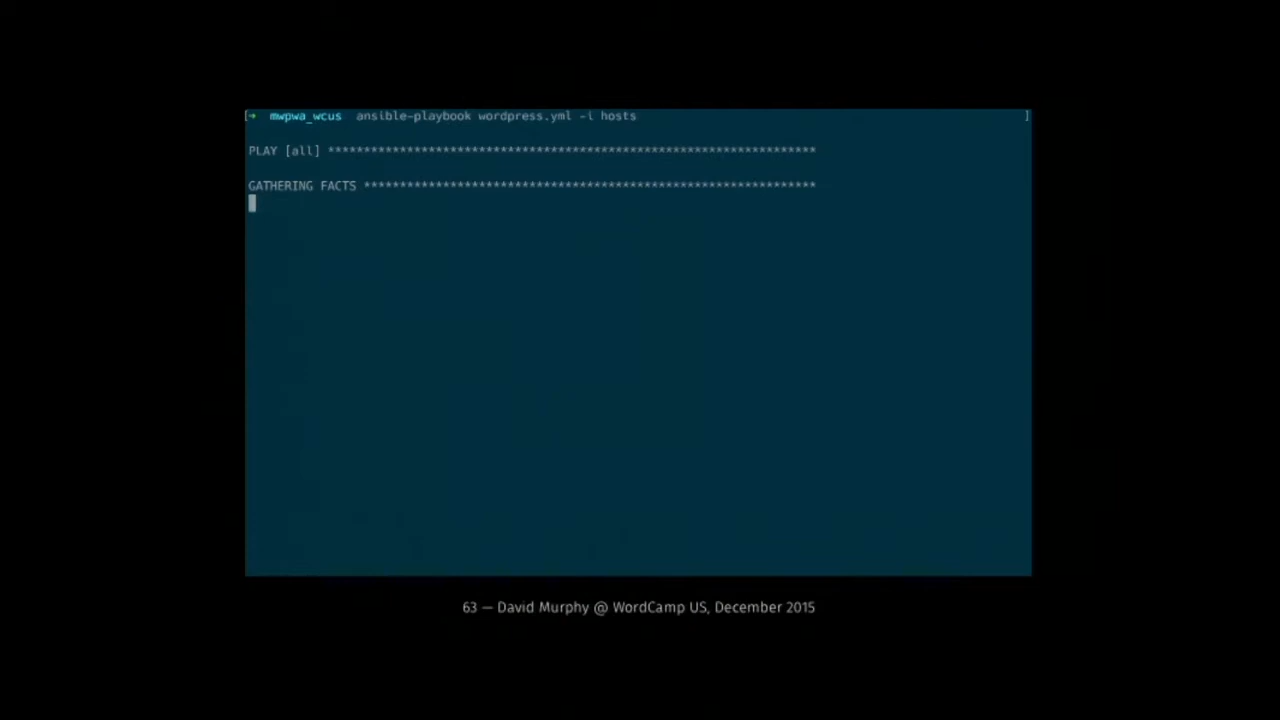 [➜ mwpwa_wcus ansible-playbook wordpress.yml -i hosts ]
PLAY [all] ********************************************************************
GATHERING FACTS ***************************************************************
63 — David Murphy @ WordCamp US, December 2015